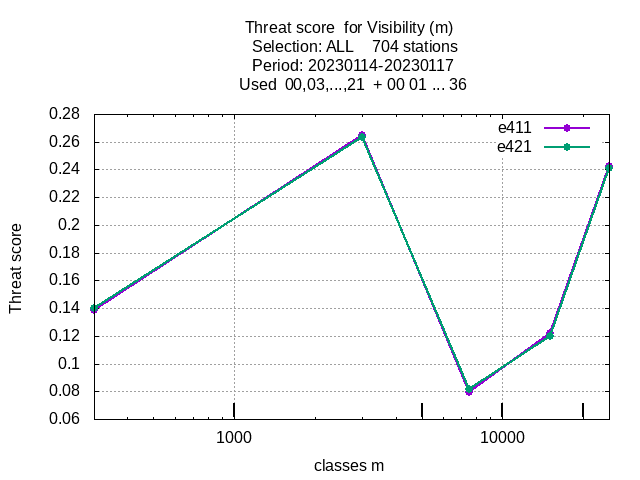 Threat score  for Visibility (m)
Selection: ALL    704 stations
Period: 20230114-20230117
Used  00,03,...,21  + 00 01 ... 36
e411
e421
0.28
0.26
0.24
0.22
0.2
0.18
0.16
0.14
0.12
0.1
0.08
0.06
Threat score
1000
10000
classes m